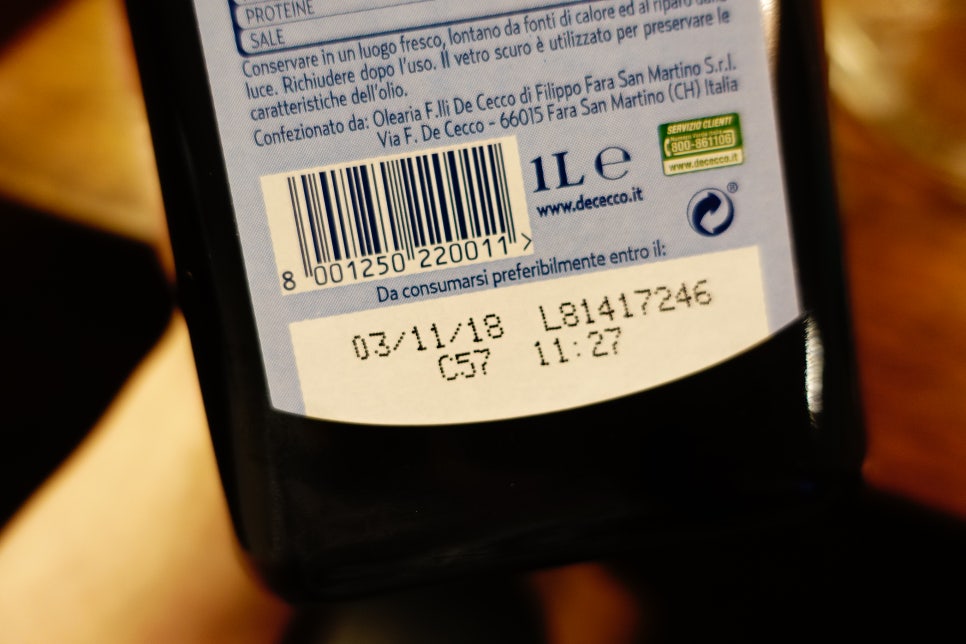 PROTEINE
SALE
Conservare in un luogo fresco, lontano da fonti di calore ed al riparo dalla
luce. Richiudere dopo l'uso. Il vetro scuro è utilizzato per preservare le
caratteristiche dell'olio.
Confezionato da: Olearia F.lli De Cecco di Filippo Fara San Martino S.r.l.
Via F. De Cecco - 66015 Fara San Martino (CH) Italia
SERVIZIO CLIENTI
800-861106
www.dececco.it
1L e
www.dececco.it
®
8 001250 220011 >
Da consumarsi preferibilmente entro il:
03/11/18 L81417246
C57 11:27